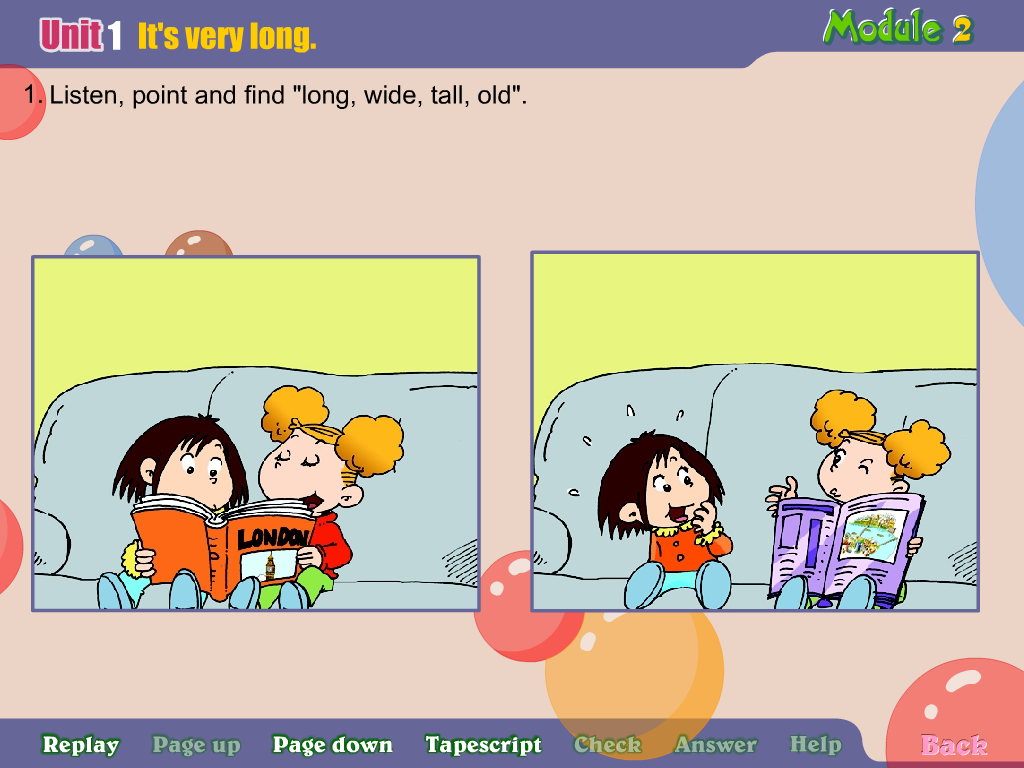 Unit 1 It's very long.
Module 2
1. Listen, point and find "long, wide, tall, old".
LONDON
Replay Page up Page down Tapescript Check Answer Help Back